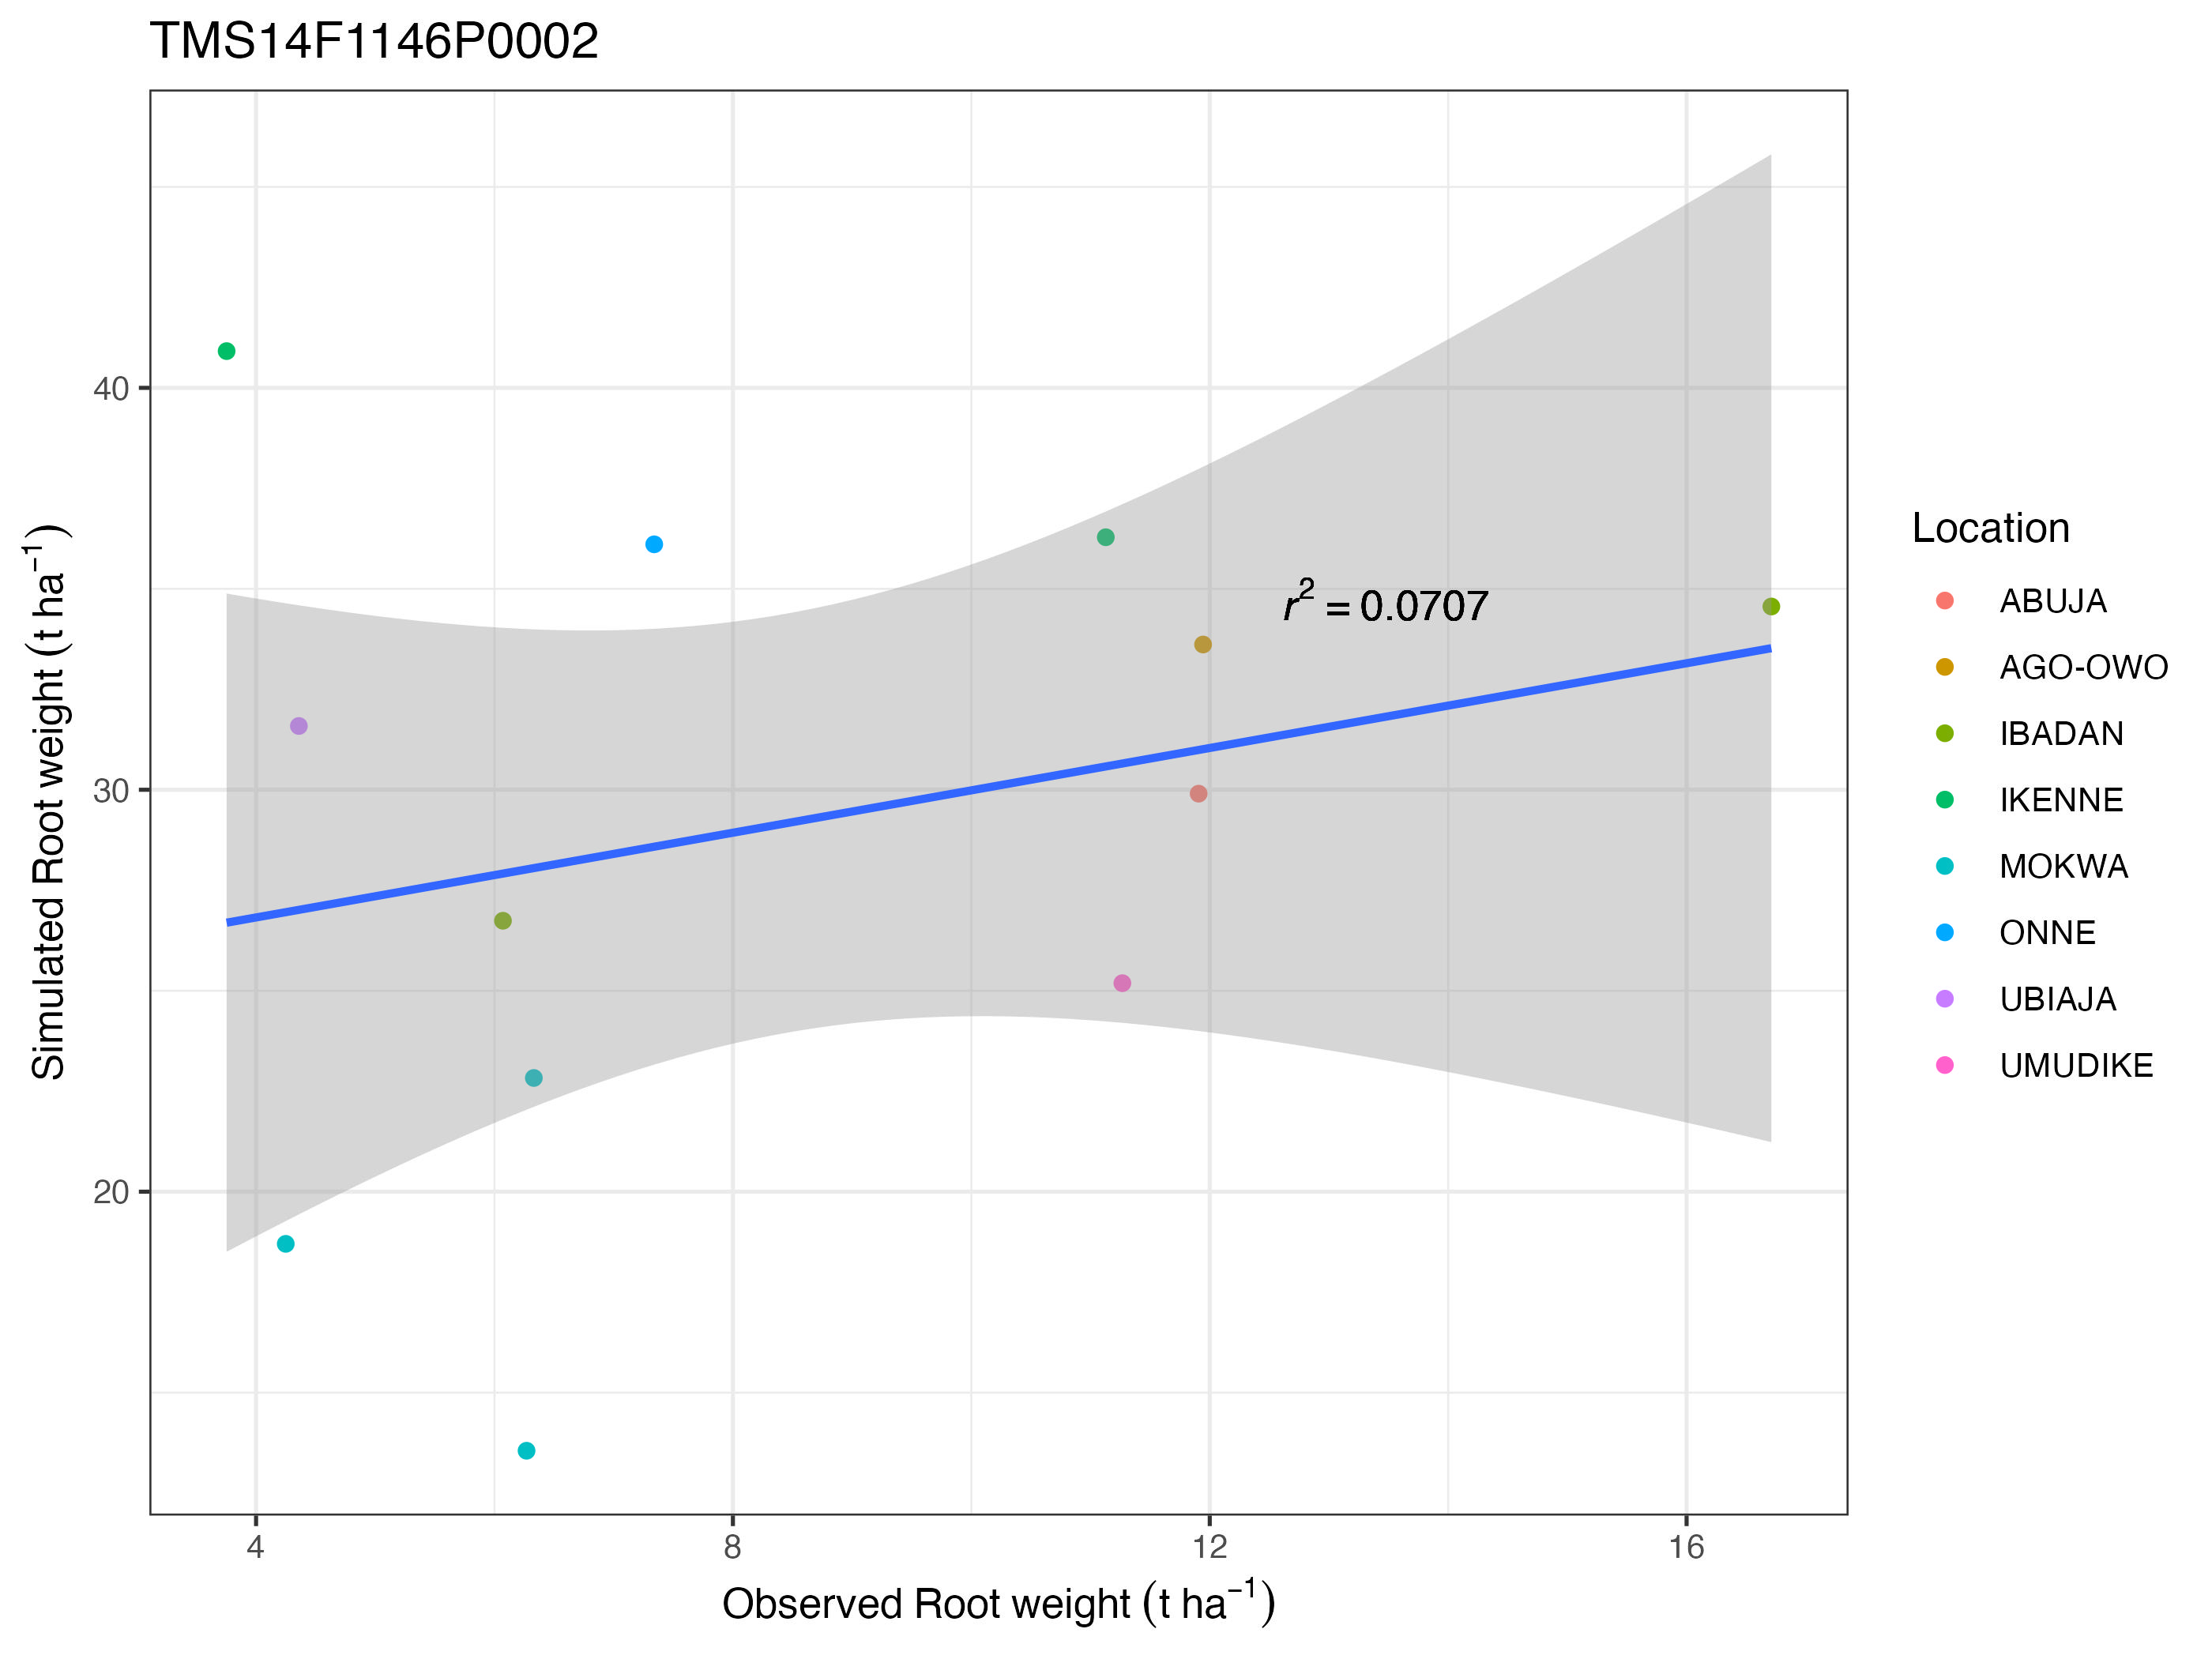 TMS14F1146P0002
Simulated Root weight (t ha⁻¹)
40
30
20
r² = 0.0707
4 8 12 16
Observed Root weight (t ha⁻¹)
Location
ABUJA
AGO-OWO
IBADAN
IKENNE
MOKWA
ONNE
UBIAJA
UMUDIKE